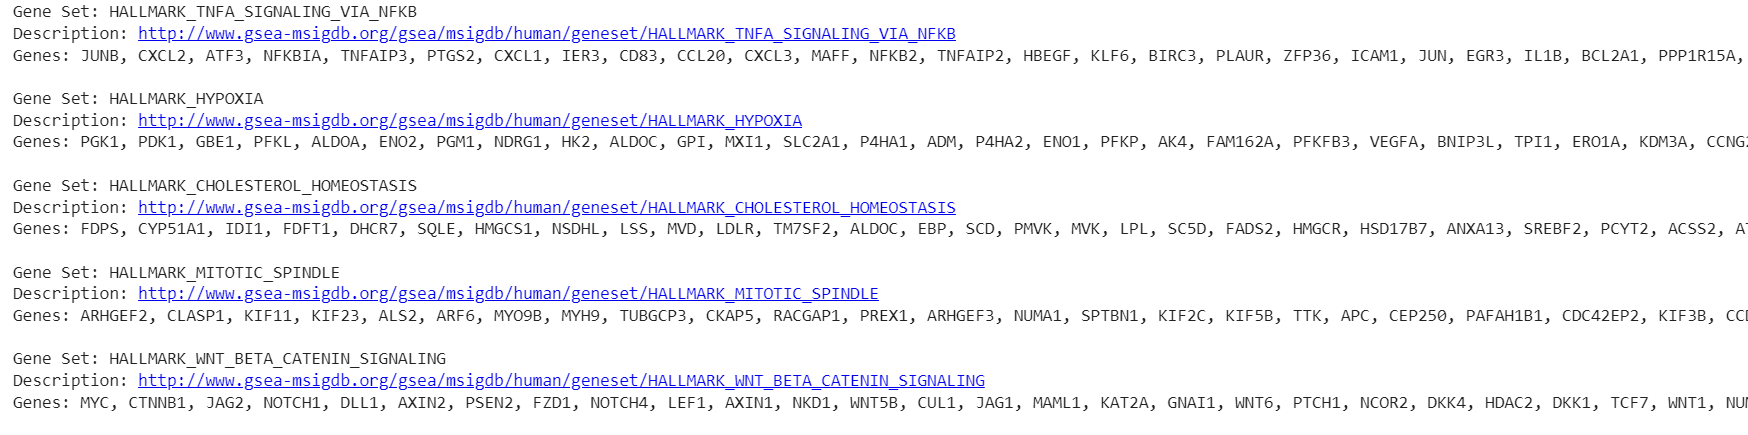 Gene Set: HALLMARK_TNFA_SIGNALING_VIA_NFKB
Description: http://www.gsea-msigdb.org/gsea/msigdb/human/geneset/HALLMARK_TNFA_SIGNALING_VIA_NFKB
Genes: JUNB, CXCL2, ATF3, NFKBIA, TNFAIP3, PTGS2, CXCL1, IER3, CD83, CCL20, CXCL3, MAFF, NFKB2, TNFAIP2, HBEGF, KLF6, BIRC3, PLAUR, ZFP36, ICAM1, JUN, EGR3, IL1B, BCL2A1, PPP1R15A,
Gene Set: HALLMARK_HYPOXIA
Description: http://www.gsea-msigdb.org/gsea/msigdb/human/geneset/HALLMARK_HYPOXIA
Genes: PGK1, PDK1, GBE1, PFKL, ALDOA, ENO2, PGM1, NDRG1, HK2, ALDOC, GPI, MXI1, SLC2A1, P4HA1, ADM, P4HA2, ENO1, PFKP, AK4, FAM162A, PFKFB3, VEGFA, BNIP3L, TPI1, ERO1A, KDM3A,
Gene Set: HALLMARK_CHOLESTEROL_HOMEOSTASIS
Description: http://www.gsea-msigdb.org/gsea/msigdb/human/geneset/HALLMARK_CHOLESTEROL_HOMEOSTASIS
Genes: FDPS, CYP51A1, IDI1, FDFT1, DHCR7, SQLE, HMGCS1, NSDHL, LSS, MVD, LDLR, TM7SF2, ALDOC, EBP, SCD, PMVK, MVK, LPL, SC5D, FADS2, HMGCR, HSD17B7, ANXA13, SREBF2, PCYT2, ACSS2,
Gene Set: HALLMARK_MITOTIC_SPINDLE
Description: http://www.gsea-msigdb.org/gsea/msigdb/human/geneset/HALLMARK_MITOTIC_SPINDLE
Genes: ARHGEF2, CLASP1, KIF11, KIF23, ALS2, ARF6, MYO9B, MYH9, TUBGCP3, CKAP5, RACGAP1, PREX1, ARHGEF3, NUMA1, SPTBN1, KIF2C, KIF5B, TTK, APC, CEP250, PAFAH1B1, CDC42EP2, KIF3B,
Gene Set: HALLMARK_WNT_BETA_CATENIN_SIGNALING
Description: http://www.gsea-msigdb.org/gsea/msigdb/human/geneset/HALLMARK_WNT_BETA_CATENIN_SIGNALING
Genes: MYC, CTNNB1, JAG2, NOTCH1, DLL1, AXIN2, PSEN2, FZD1, NOTCH4, LEF1, AXIN1, NKD1, WNT5B, CUL1, JAG1, MAML1, KAT2A, GNAI1, WNT6, PTCH1, NCOR2, DKK4, HDAC2, DKK1, TCF7, WNT1,